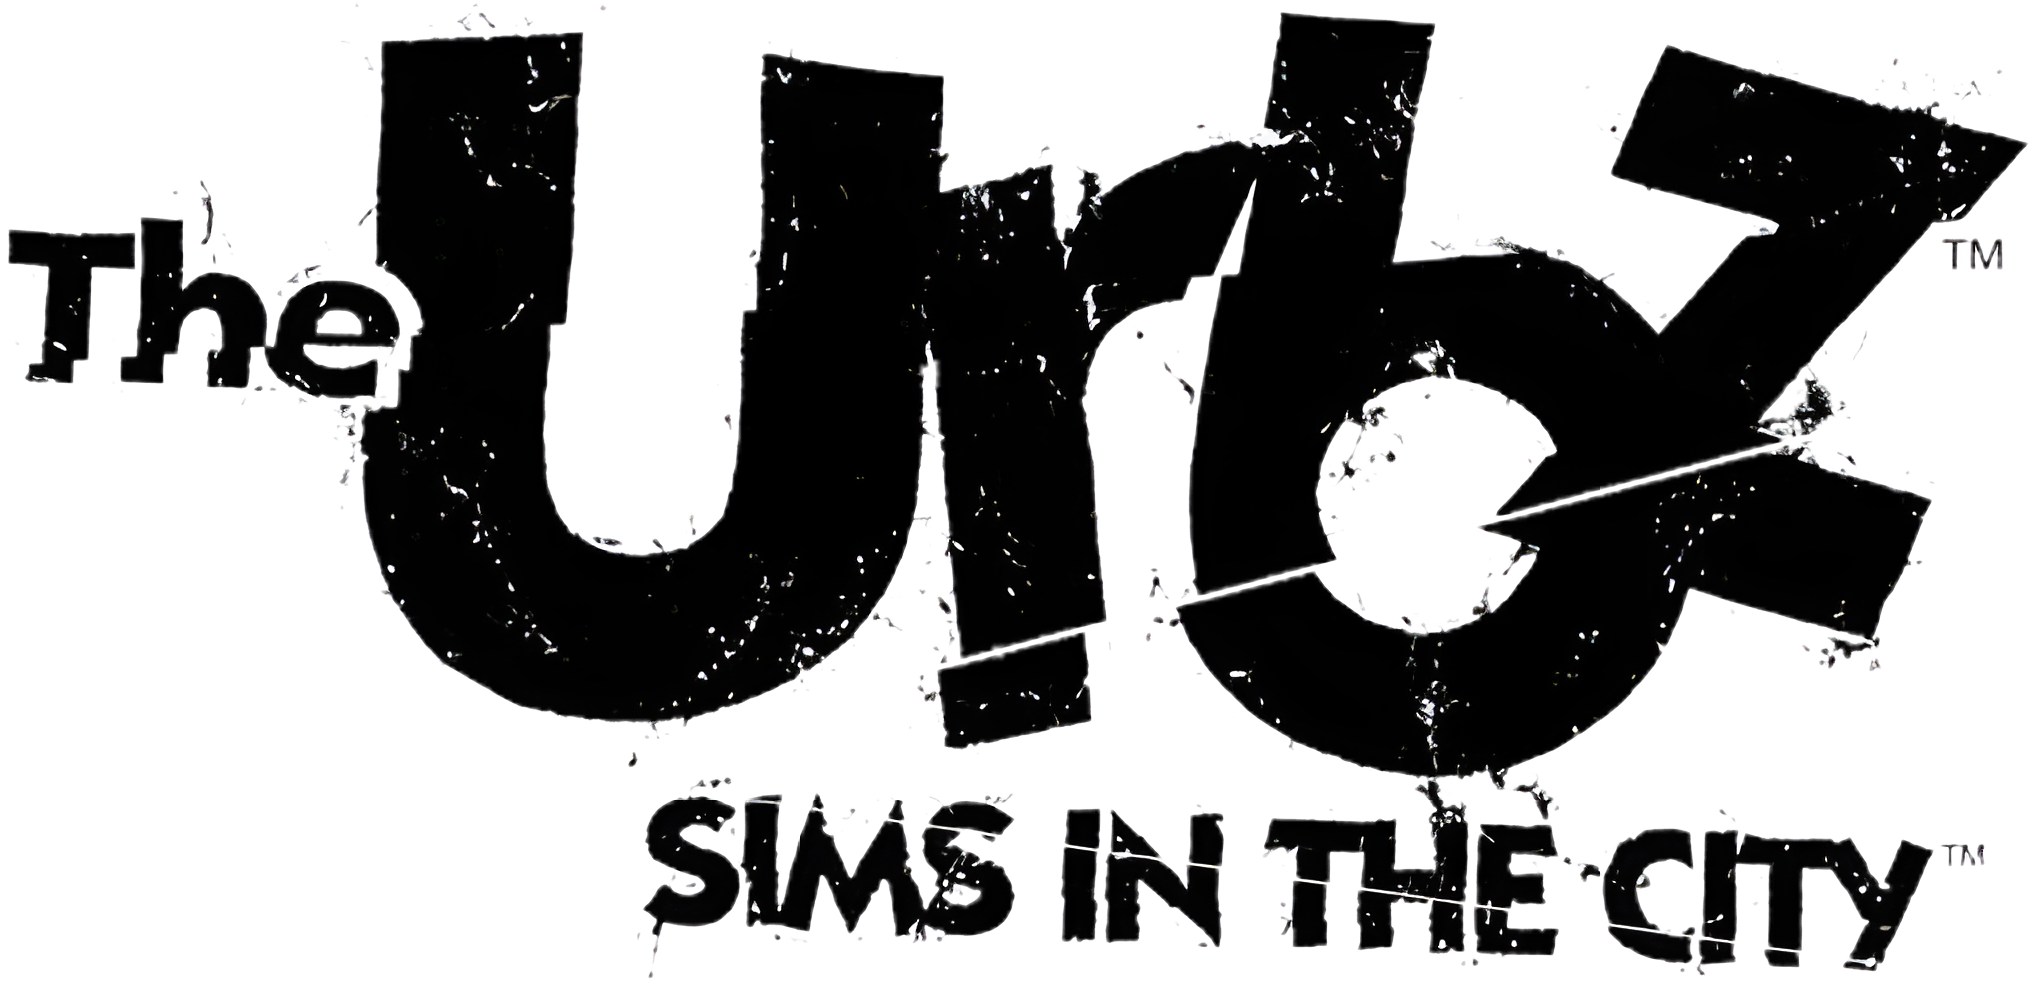 The Urbz™
SIMS IN THE CITY™